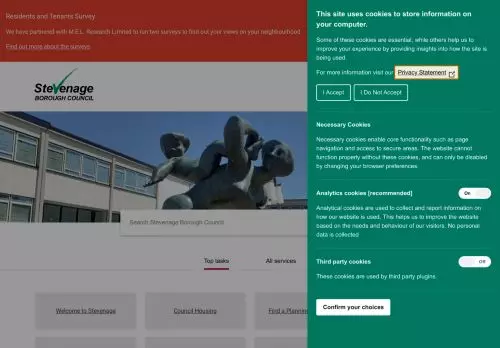 Residents and Tenants Survey
We have partnered with M.E.L. Research Limited to run two surveys to find out your views on your neighbourhood
Find out more about the surveys
Stevenage
BOROUGH COUNCIL
Search Stevenage Borough Council
Top tasks
All services
Welcome to Stevenage
Council Housing
Find a Planning
This site uses cookies to store information on
your computer.
Some of these cookies are essential, while others help us to
improve your experience by providing insights into how the site is
being used.
For more information visit our Privacy Statement
I Accept
I Do Not Accept
Necessary Cookies
Necessary cookies enable core functionality such as page
navigation and access to secure areas. The website cannot
function properly without these cookies, and can only be disabled
by changing your browser preferences.
Analytics cookies [recommended]
On
Analytical cookies are used to collect and report information on
how our website is used. This helps us to improve the website
based on the needs and behaviour of our visitors. No personal
data is collected
Third party cookies
Off
These cookies are used by third party plugins.
Confirm your choices